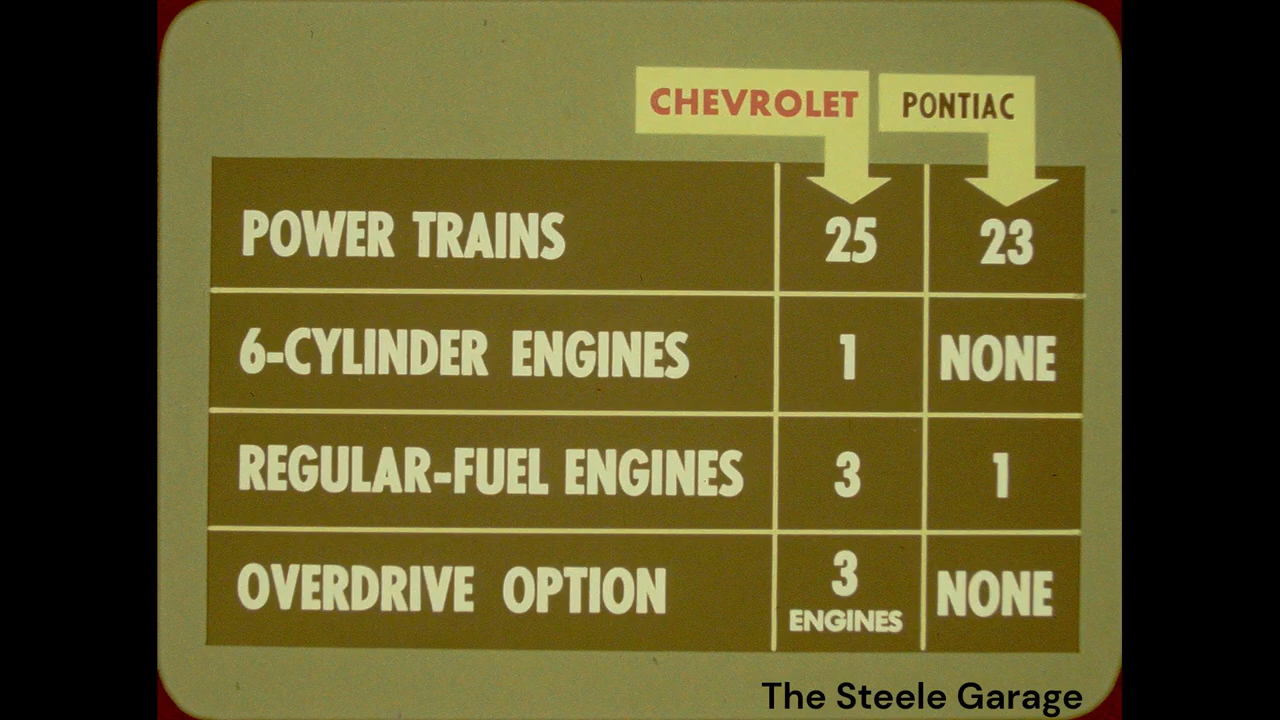 CHEVROLET PONTIAC
POWER TRAINS 25 23
6-CYLINDER ENGINES 1 NONE
REGULAR-FUEL ENGINES 3 1
OVERDRIVE OPTION 3 ENGINES NONE
The Steele Garage